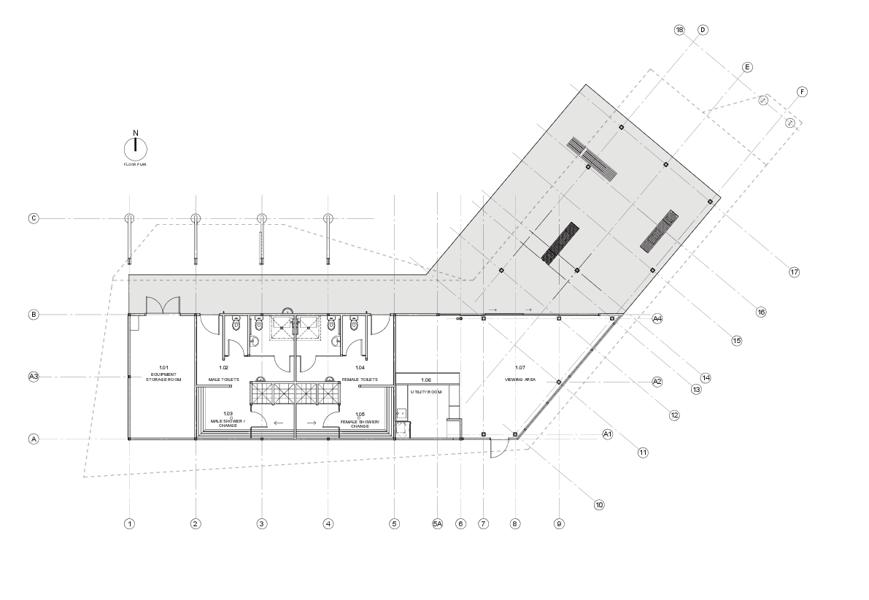 18
D
E
F
N
FLOOR PLAN
C
17
16
B
A4
15
1.01
EQUIPMENT
STORAGE ROOM
1.02
MALE TOILETS
1.04
FEMALE TOILETS
1.06
UTILITY ROOM
1.07
VIEWING AREA
14
A3
A2
13
12
1.03
MALE SHOWER /
CHANGE
1.05
FEMALE SHOWER/
CHANGE
A
A1
11
10
1
2
3
4
5
5A
6
7
8
9